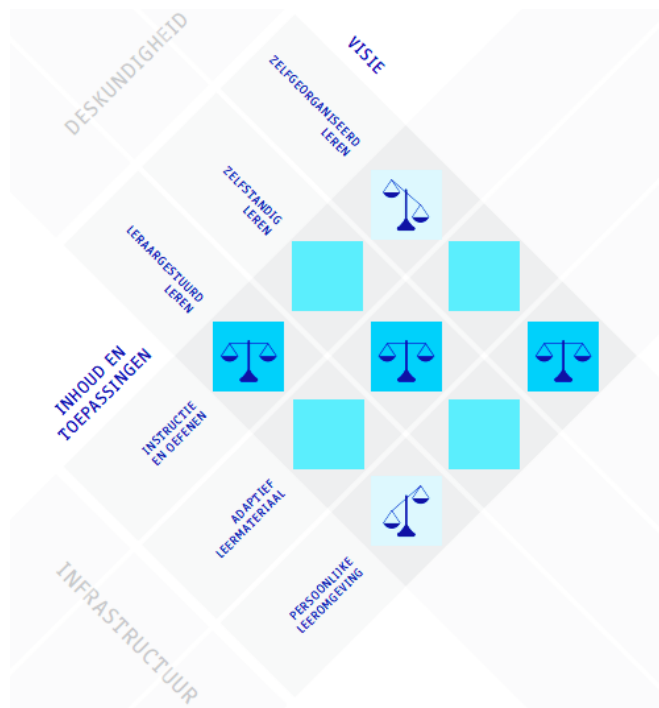 DESKUNDIGHEID
VISIE
ZELFGEORGANISEERD
LEREN
ZELFSTANDIG
LEREN
LERAARGESTUURD
LEREN
INHOUD EN
TOEPASSINGEN
INSTRUCTIE
EN OEFENEN
ADAPTIEF
LEERMATERIAAL
PERSOONLIJKE
LEEROMGEVING
INFRASTRUCTUUR